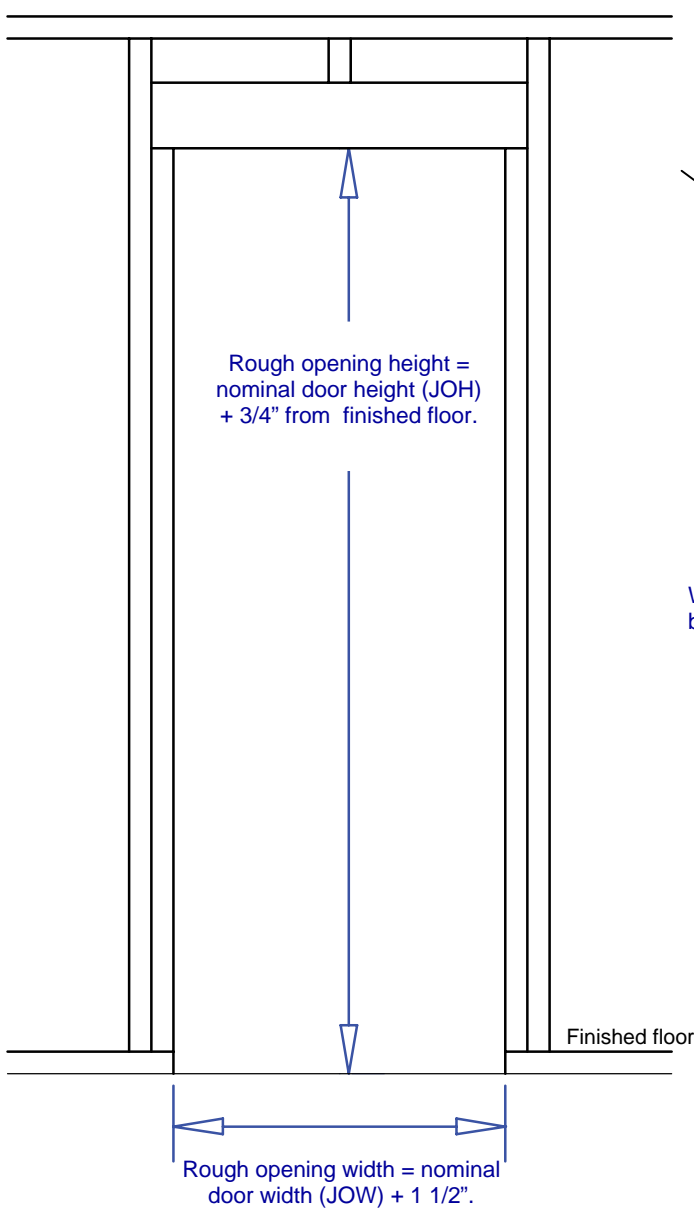 Rough opening height =
nominal door height (JOH)
+ 3/4” from finished floor.
Finished floor
Rough opening width = nominal
door width (JOW) + 1 1/2”.